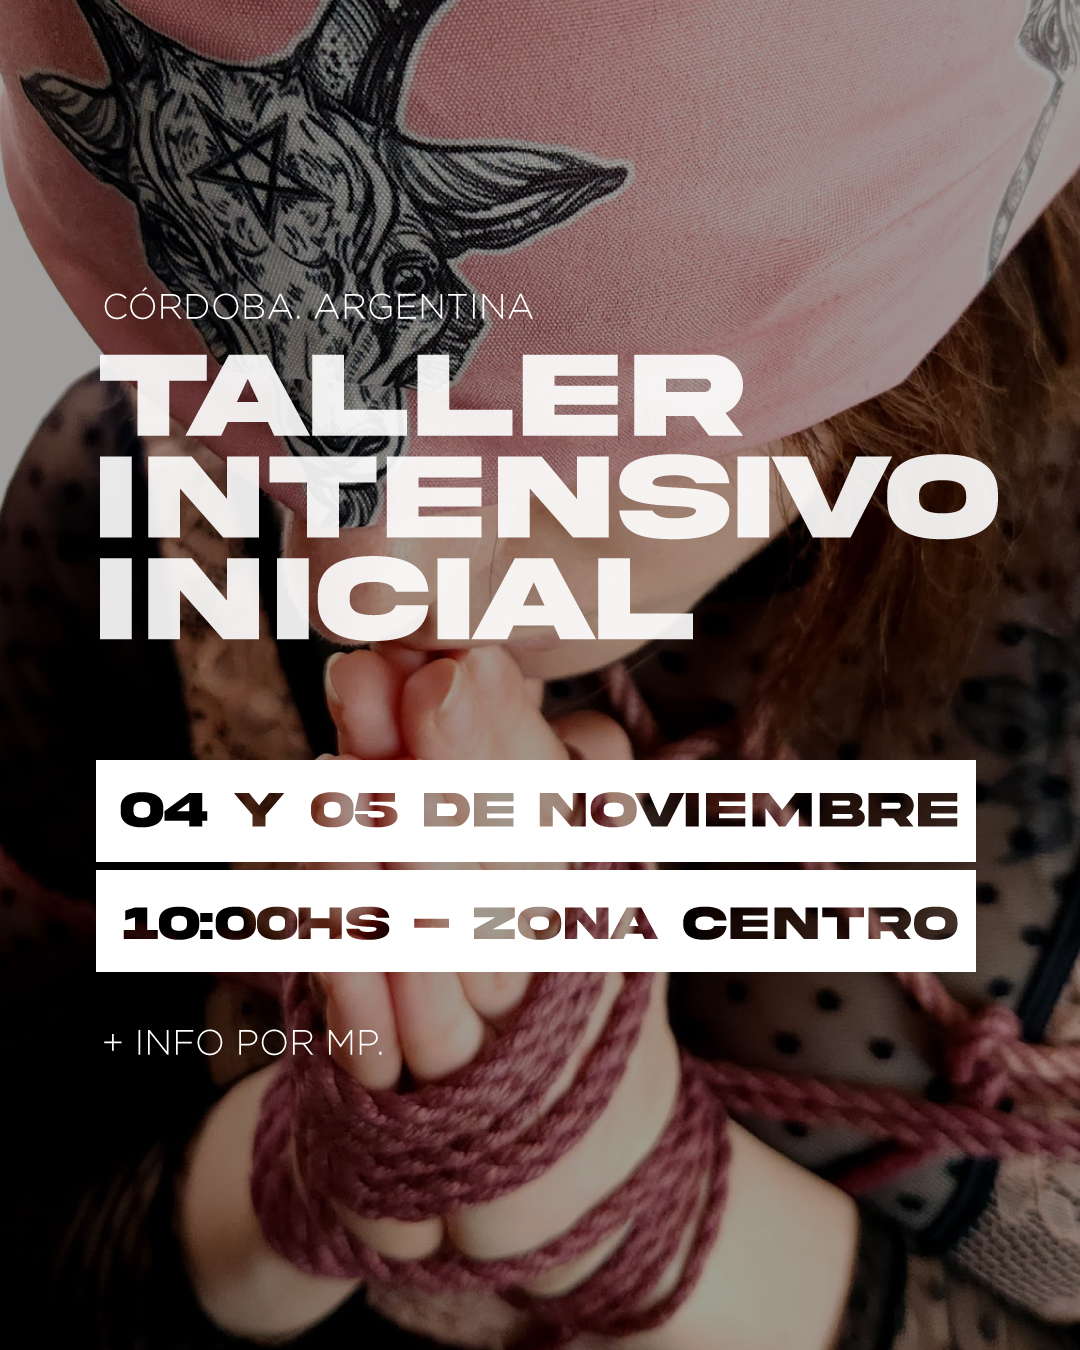 CÓRDOBA. ARGENTINA
TALLER
INTENSIVO
INICIAL
04 Y 05 DE NOVIEMBRE
10:00HS – ZONA CENTRO
+ INFO POR MP.